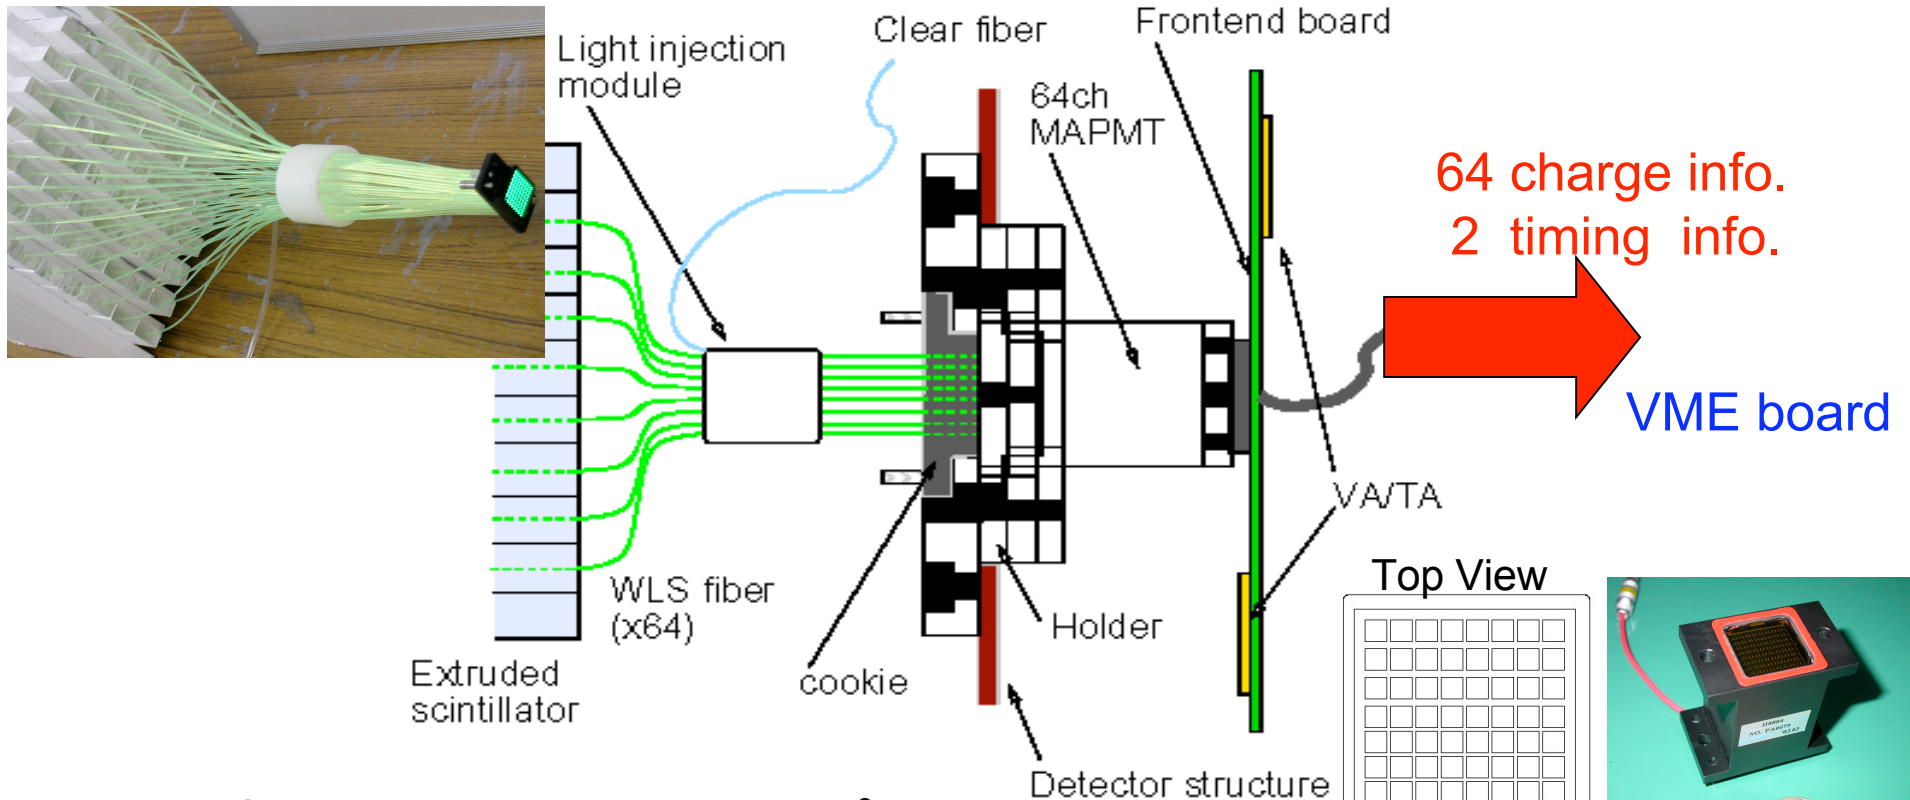 Light injection
module
Clear fiber
Frontend board
64ch
MAPMT
64 charge info.
2 timing info.
VME board
VA/TA
Top View
WLS fiber
(x64)
Holder
cookie
Extruded
scintillator
Detector structure
H8804